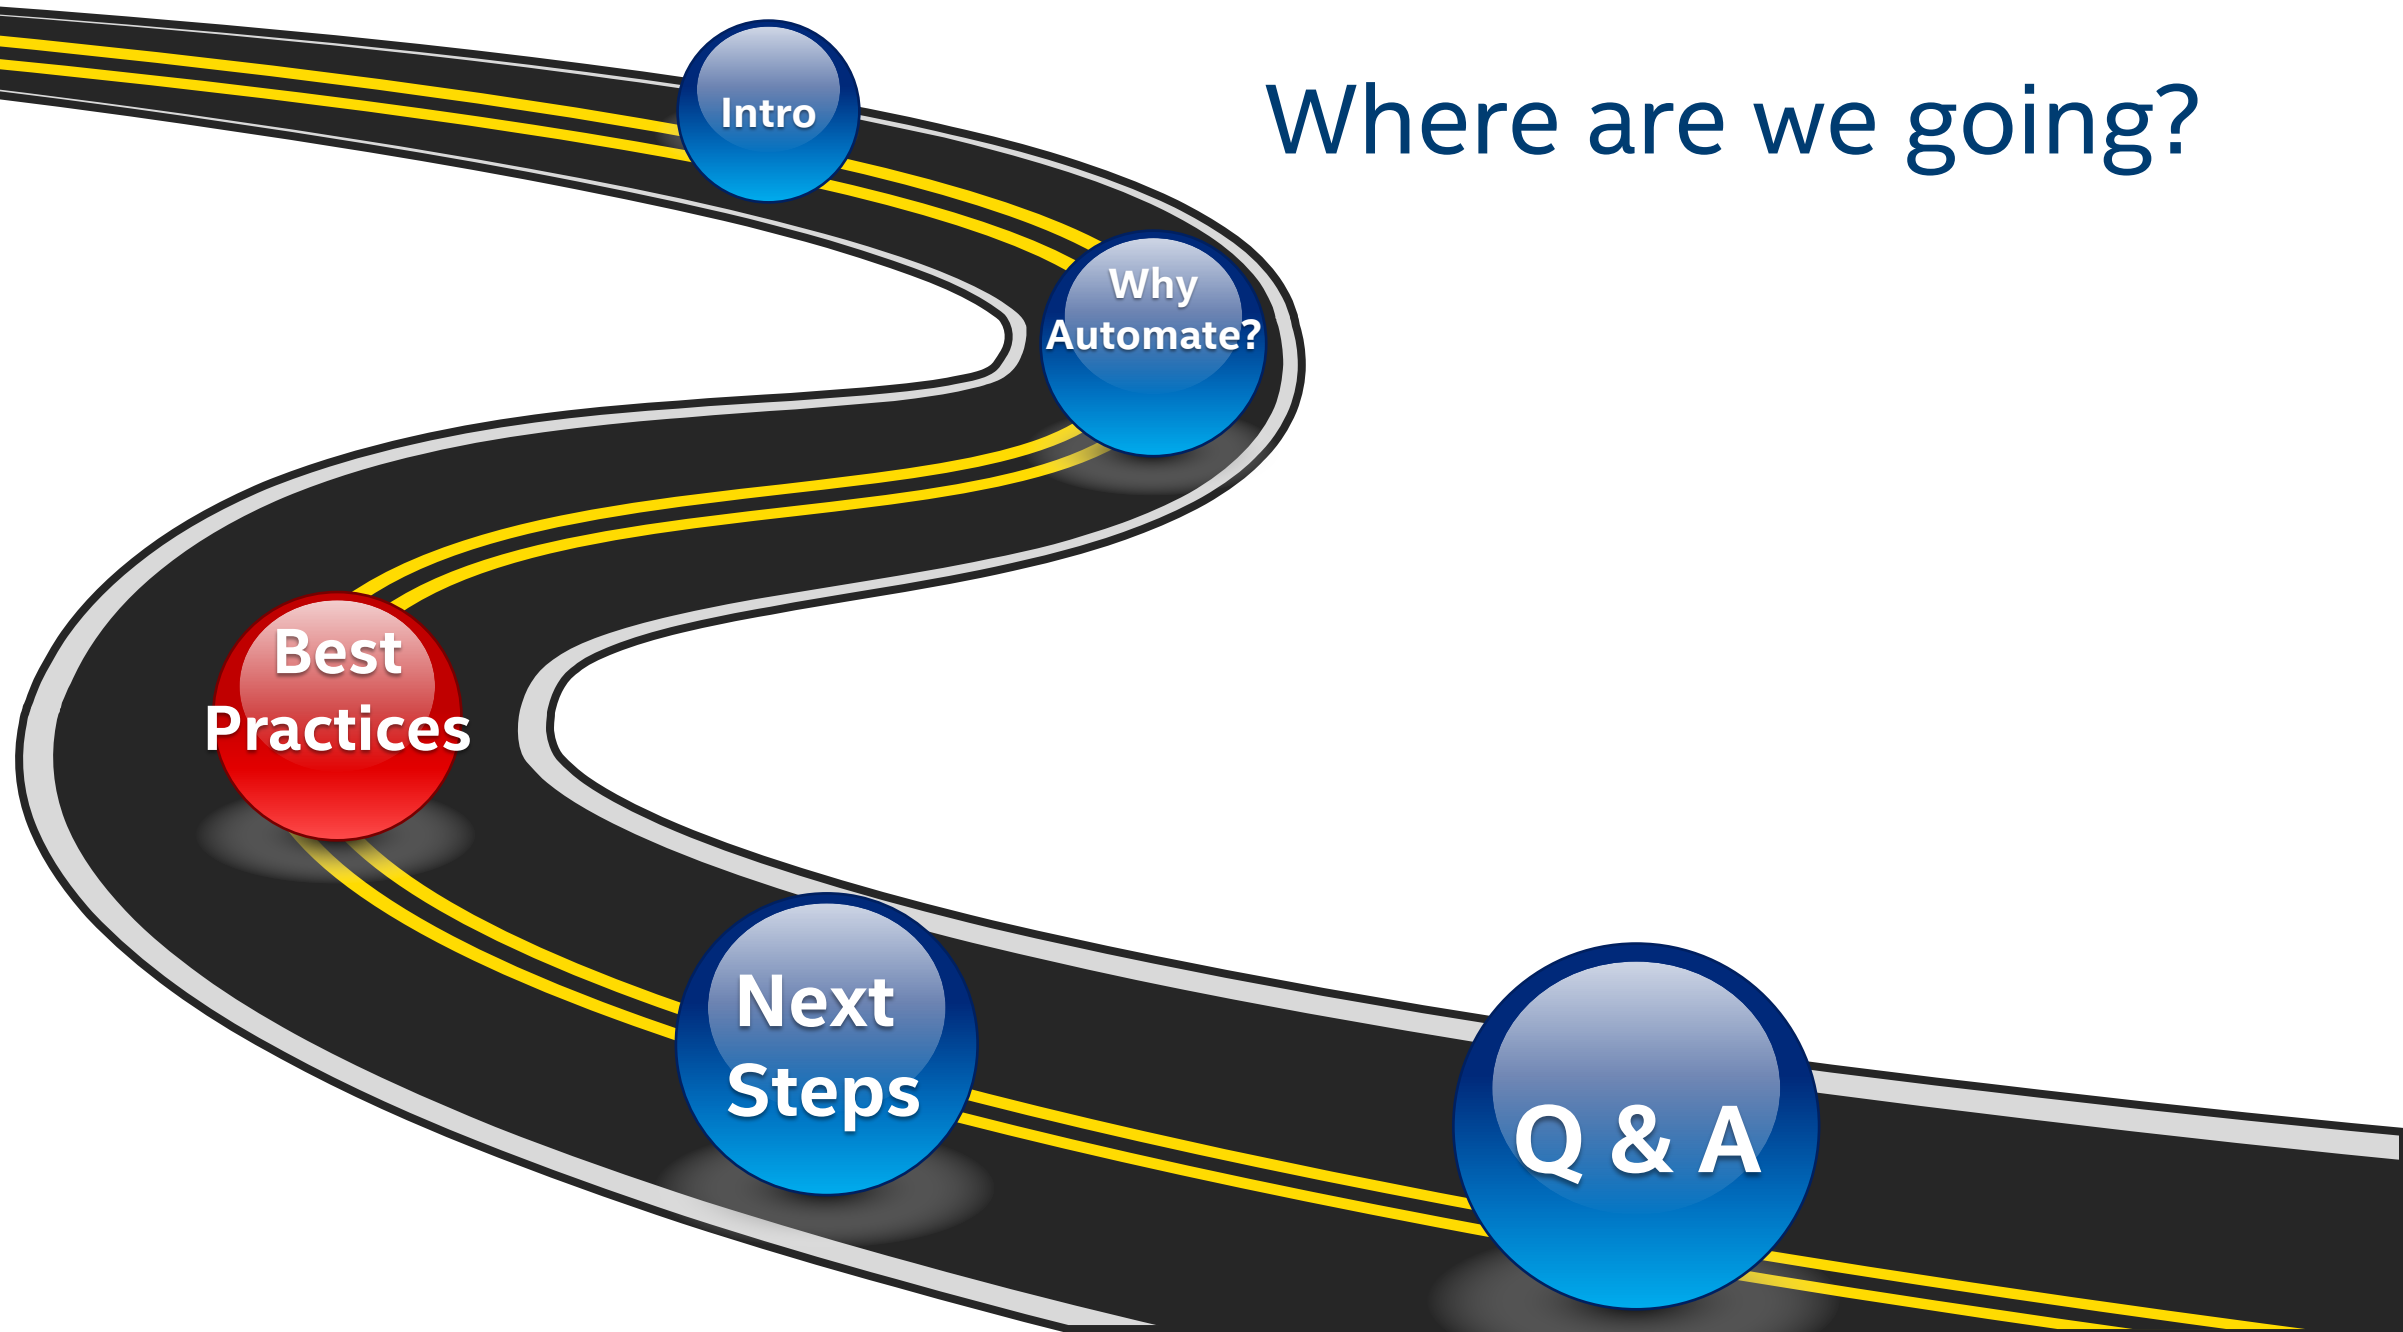 Where are we going?
Intro
Why
Automate?
Best
Practices
Next
Steps
Q & A